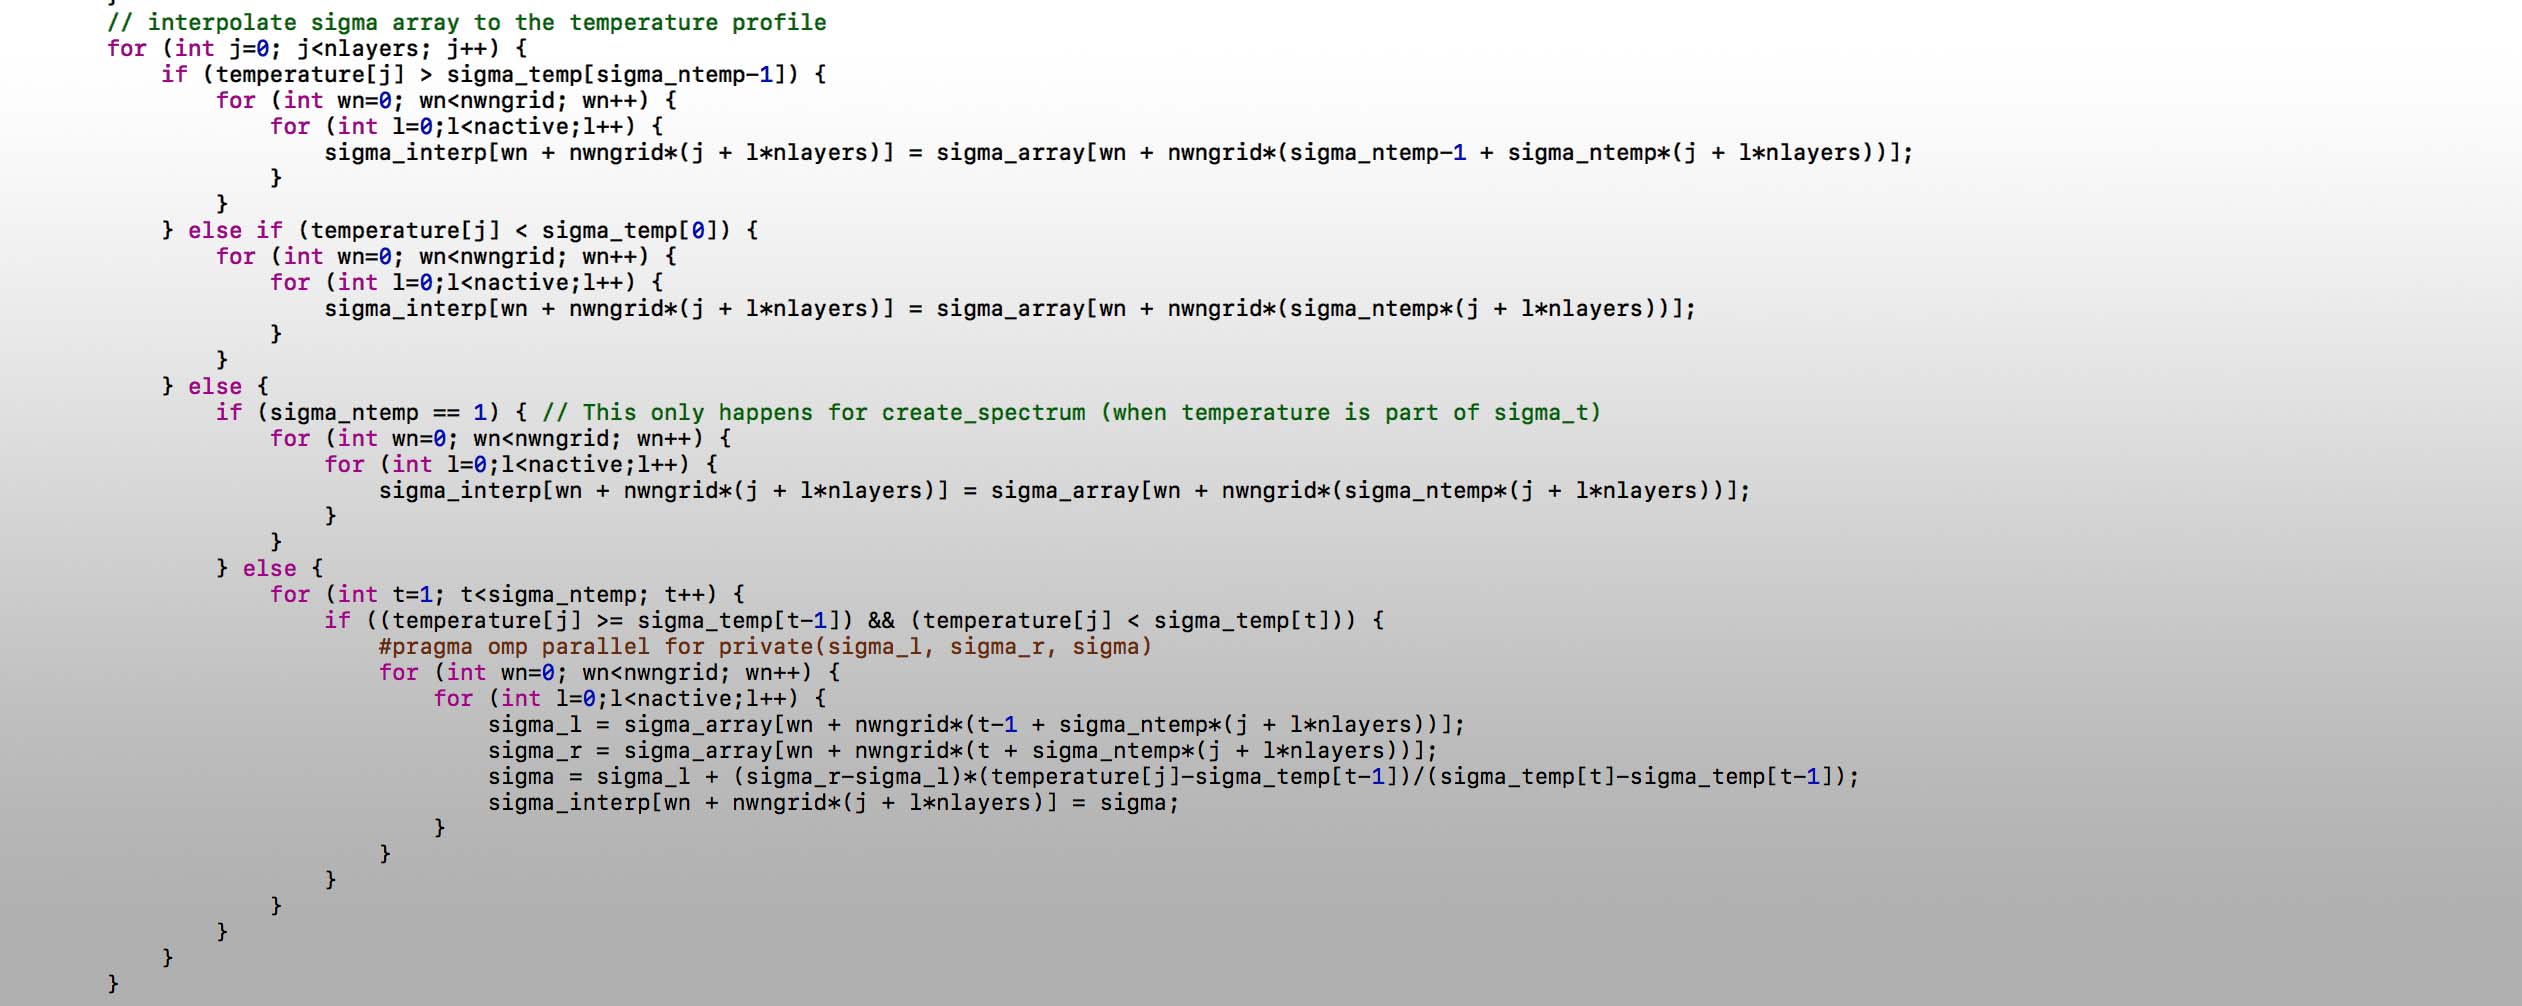 }
// interpolate sigma array to the temperature profile
for (int j=0; j<nlayers; j++) {
if (temperature[j] > sigma_temp[sigma_ntemp-1]) {
for (int wn=0; wn<nwngrid; wn++) {
for (int l=0;l<nactive;l++) {
sigma_interp[wn + nwngrid*(j + l*nlayers)] = sigma_array[wn + nwngrid*(sigma_ntemp-1 + sigma_ntemp*(j + l*nlayers))];
}
}
} else if (temperature[j] < sigma_temp[0]) {
for (int wn=0; wn<nwngrid; wn++) {
for (int l=0;l<nactive;l++) {
sigma_interp[wn + nwngrid*(j + l*nlayers)] = sigma_array[wn + nwngrid*(sigma_ntemp*(j + l*nlayers))];
}
}
} else {
if (sigma_ntemp == 1) { // This only happens for create_spectrum (when temperature is part of sigma_t)
for (int wn=0; wn<nwngrid; wn++) {
for (int l=0;l<nactive;l++) {
sigma_interp[wn + nwngrid*(j + l*nlayers)] = sigma_array[wn + nwngrid*(sigma_ntemp*(j + l*nlayers))];
}
}
} else {
for (int t=1; t<sigma_ntemp; t++) {
if ((temperature[j] >= sigma_temp[t-1]) && (temperature[j] < sigma_temp[t])) {
#pragma omp parallel for private(sigma_l, sigma_r, sigma)
for (int wn=0; wn<nwngrid; wn++) {
for (int l=0;l<nactive;l++) {
sigma_l = sigma_array[wn + nwngrid*(t-1 + sigma_ntemp*(j + l*nlayers))];
sigma_r = sigma_array[wn + nwngrid*(t + sigma_ntemp*(j + l*nlayers))];
sigma = sigma_l + (sigma_r-sigma_l)*(temperature[j]-sigma_temp[t-1])/(sigma_temp[t]-sigma_temp[t-1]);
sigma_interp[wn + nwngrid*(j + l*nlayers)] = sigma;
}
}
}
}
}
}
}